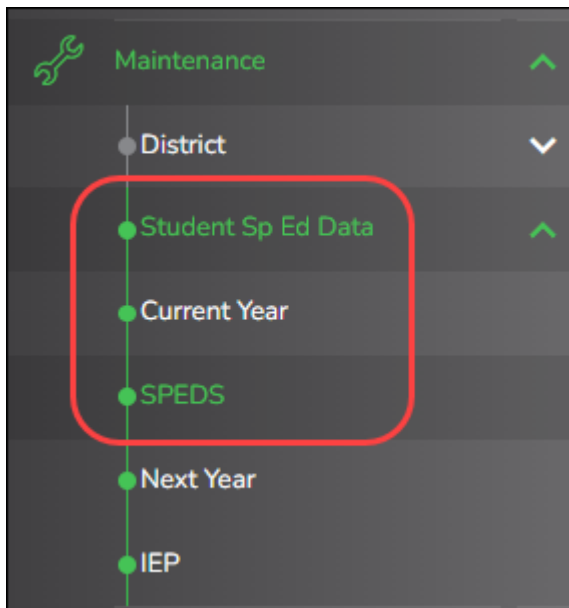 Maintenance
District
Student Sp Ed Data
Current Year
SPEDS
Next Year
IEP